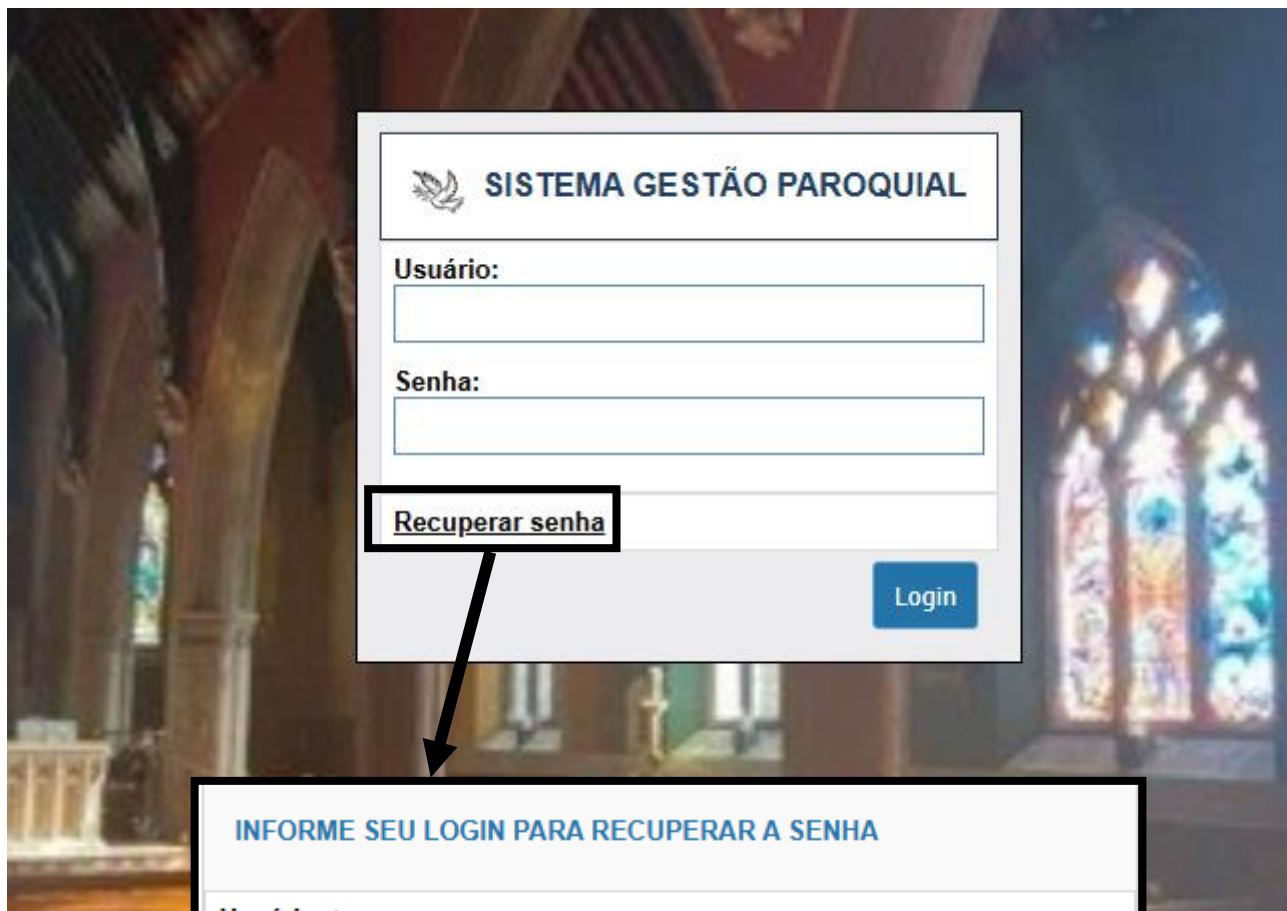 SISTEMA GESTÃO PAROQUIAL
Usuário:
Senha:
Recuperar senha
Login
INFORME SEU LOGIN PARA RECUPERAR A SENHA